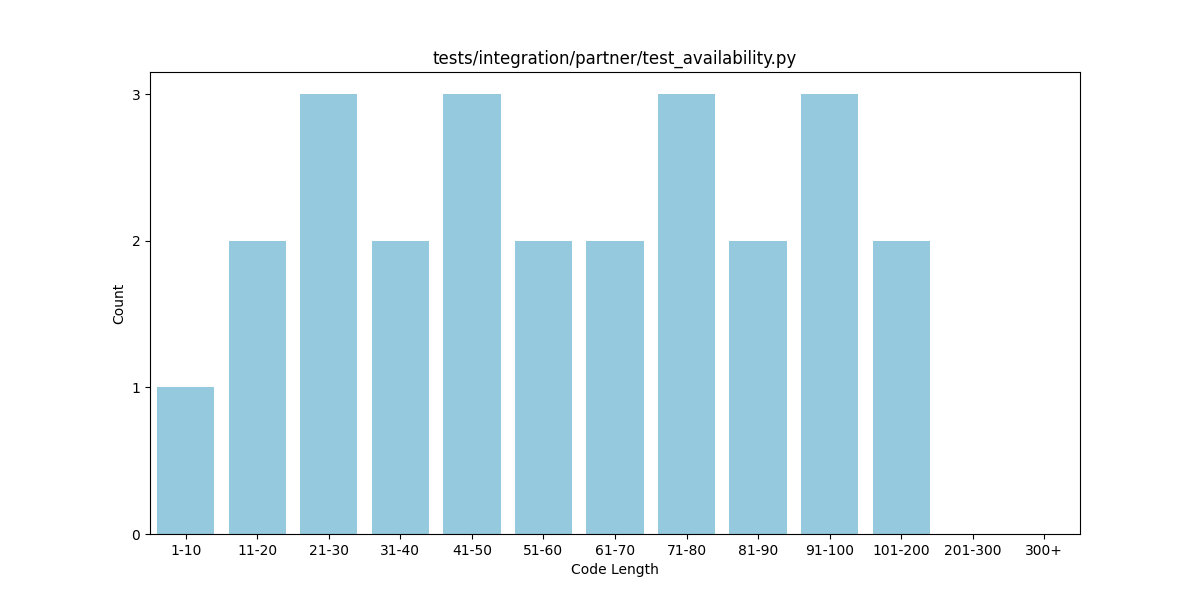 tests/integration/partner/test_availability.py
3
2
1
0
Count
1-10 11-20 21-30 31-40 41-50 51-60 61-70 71-80 81-90 91-100 101-200 201-300 300+
Code Length